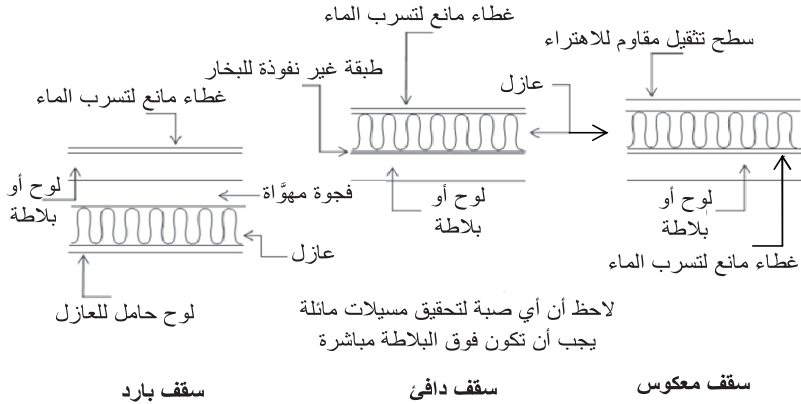 غطاء مانع لتسرب الماء
سطح تثقيل مقاوم للاهتراء
طبقة غير نفوذة للبخار
عازل
غطاء مانع لتسرب الماء
لوح أو
بلاطة
فجوة مهوَّاة
لوح أو
بلاطة
لوح أو
بلاطة
عازل
غطاء مانع لتسرب الماء
لوح حامل للعازل
لاحظ أن أي صبة لتحقيق مسيلات مائلة
يجب أن تكون فوق البلاطة مباشرة
سقف معكوس
سقف دافئ
سقف بارد